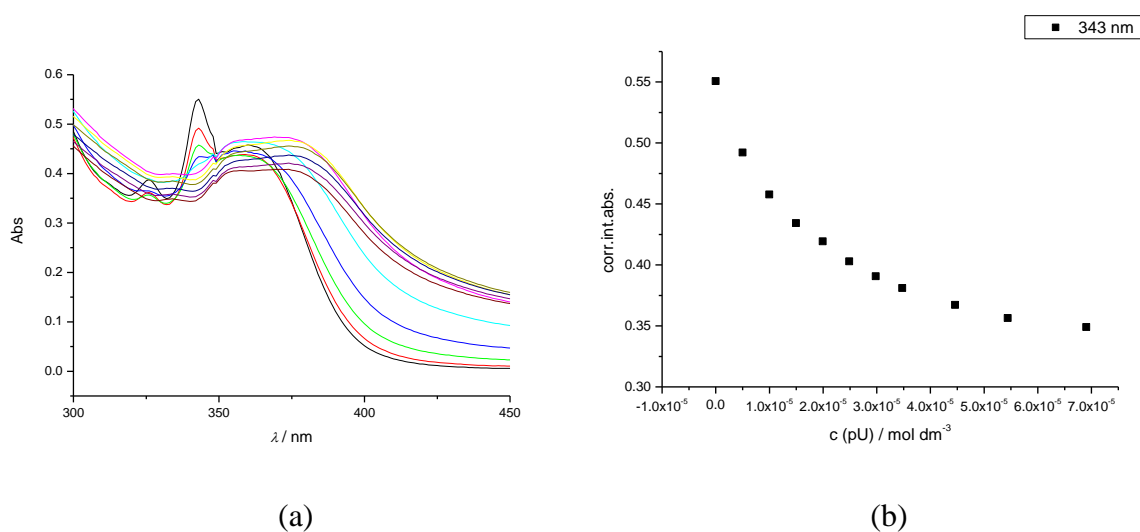 0.6
0.5
0.4
0.3
0.2
0.1
0.0
Abs
300
350
400
450
λ / nm
(a)
343 nm
0.55
0.50
0.45
0.40
0.35
0.30
corr.int.abs.
-1.0x10⁻⁵
0.0
1.0x10⁻⁵
2.0x10⁻⁵
3.0x10⁻⁵
4.0x10⁻⁵
5.0x10⁻⁵
6.0x10⁻⁵
7.0x10⁻⁵
c (pU) / mol dm⁻³
(b)